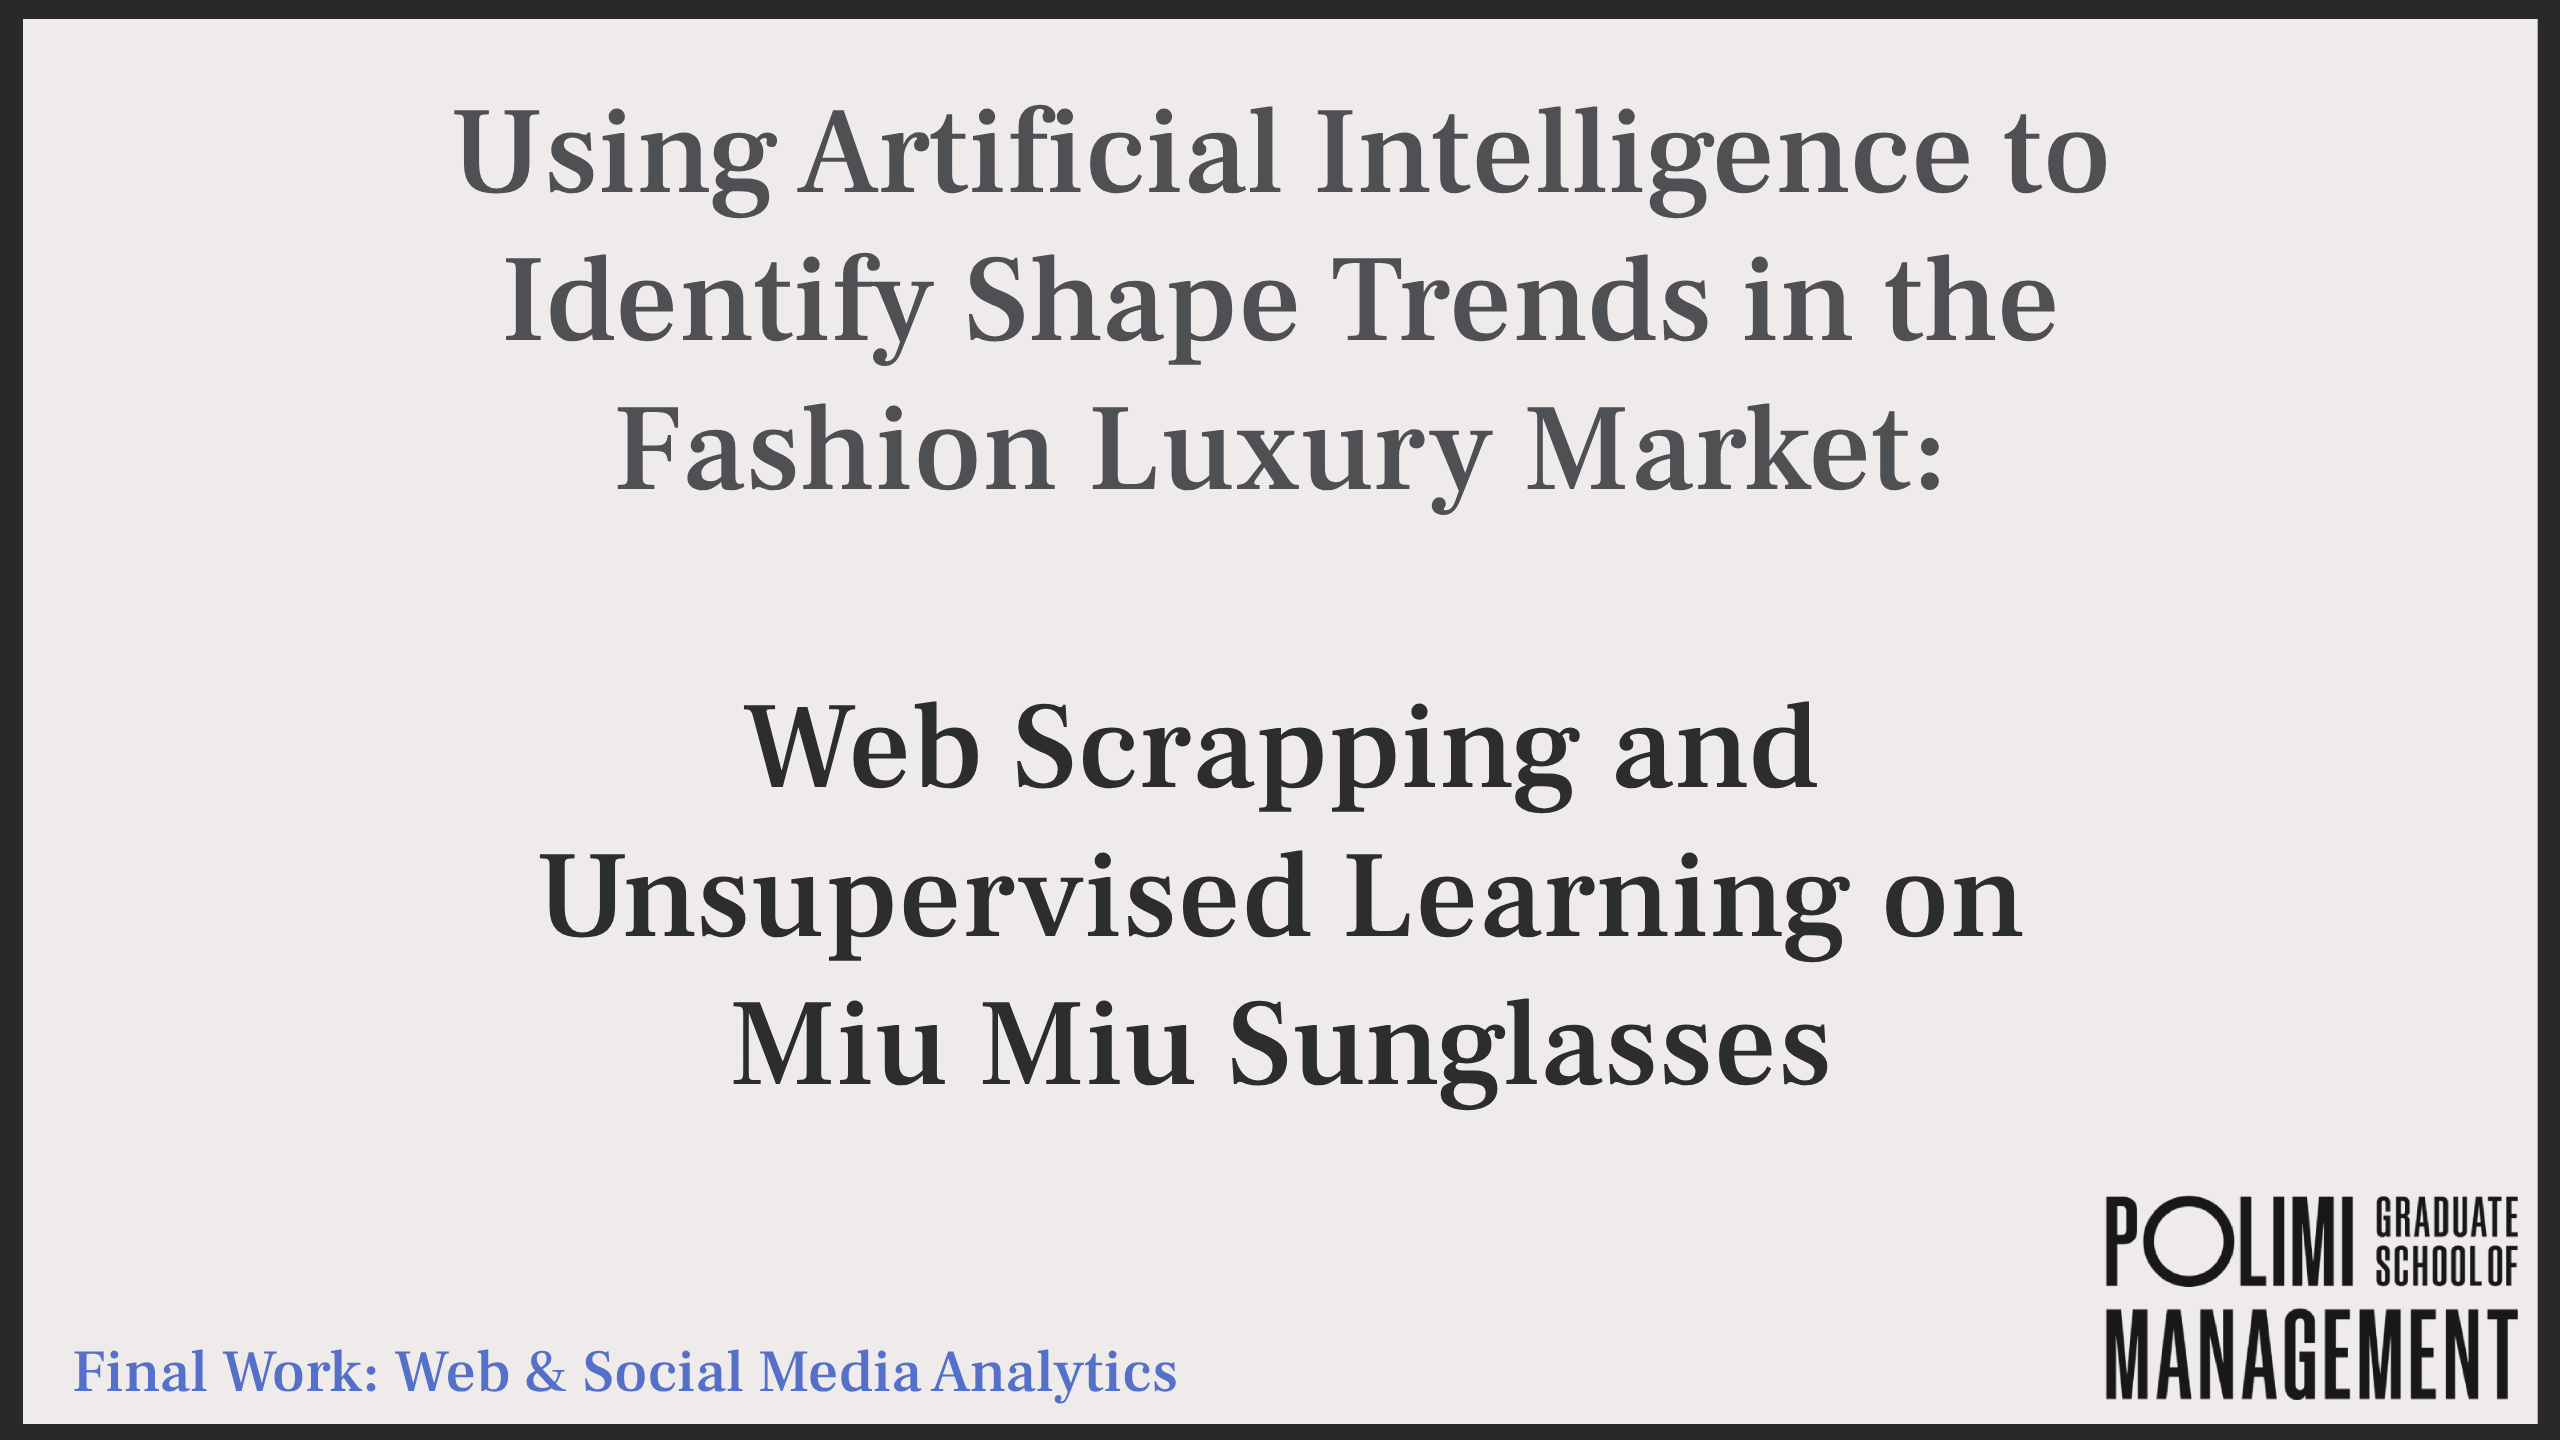 Using Artificial Intelligence to
Identify Shape Trends in the
Fashion Luxury Market:
Web Scrapping and
Unsupervised Learning on
Miu Miu Sunglasses
Final Work: Web & Social Media Analytics
POLIMI GRADUATE
SCHOOL OF
MANAGEMENT